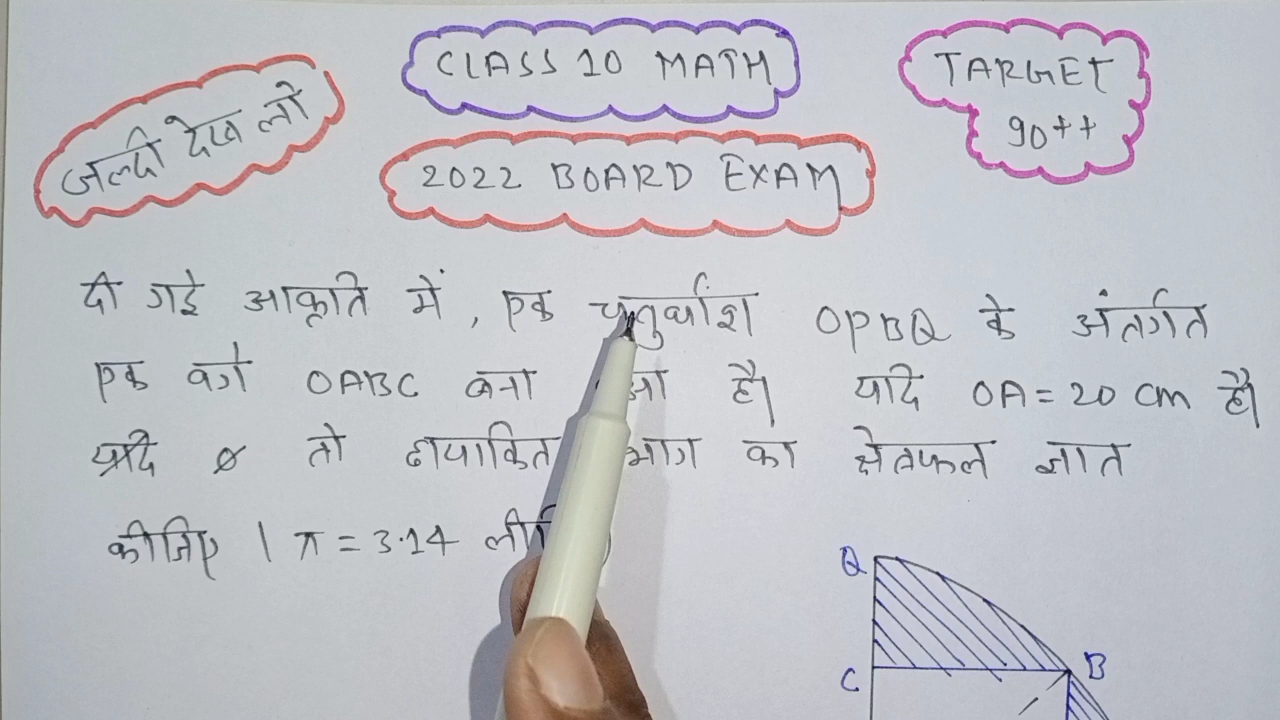 जल्दी देख लो
CLASS 10 MATH
2022 BOARD EXAM
TARGET
90++
दी गई आकृति में, एक चतुर्थांश OPBQ के अंतर्गत
एक वर्ग OABC बना है। यदि OA = 20 cm है।
यदि तो छायांकित भाग का क्षेत्रफल ज्ञात
कीजिए । π = 3.14
Q
C
B